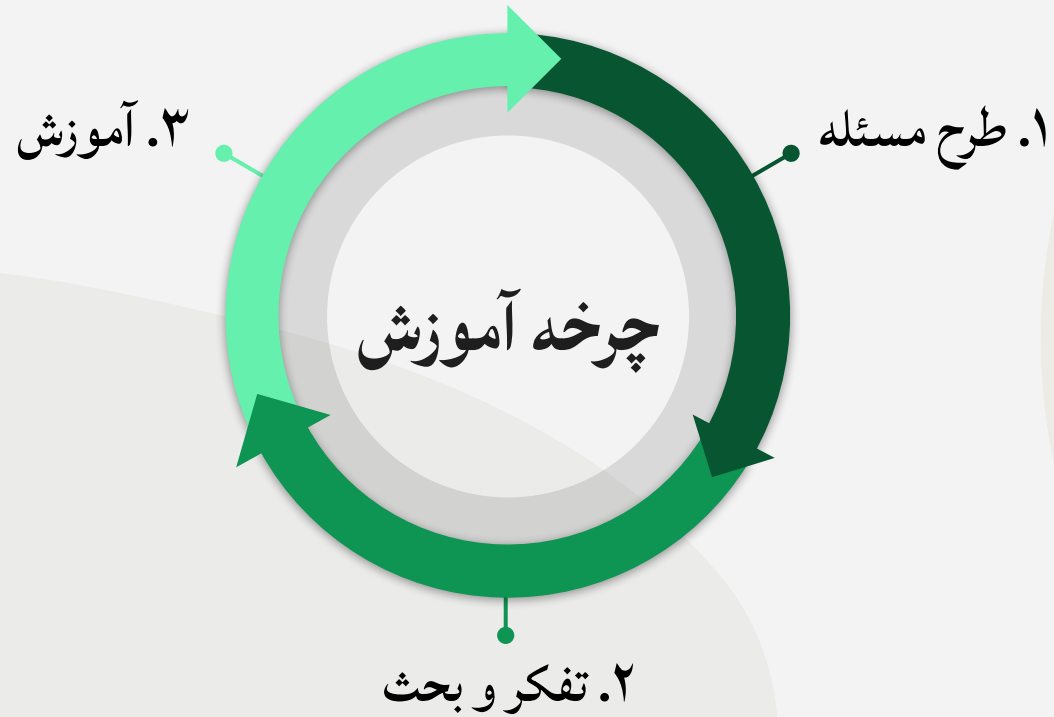 چرخه آموزش
۱. طرح مسئله
۲. تفکر و بحث
۳. آموزش